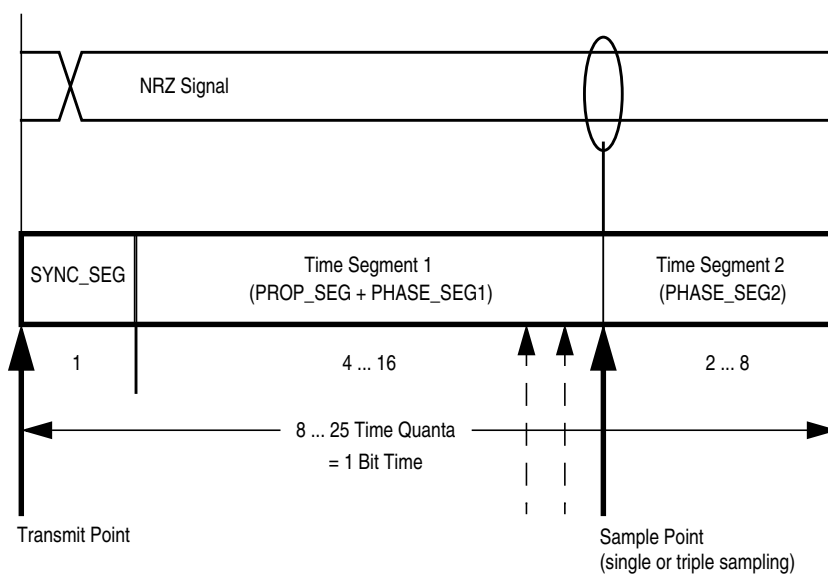 NRZ Signal
SYNC_SEG
Time Segment 1
(PROP_SEG + PHASE_SEG1)
Time Segment 2
(PHASE_SEG2)
1
4 ... 16
2 ... 8
8 ... 25 Time Quanta
= 1 Bit Time
Transmit Point
Sample Point
(single or triple sampling)